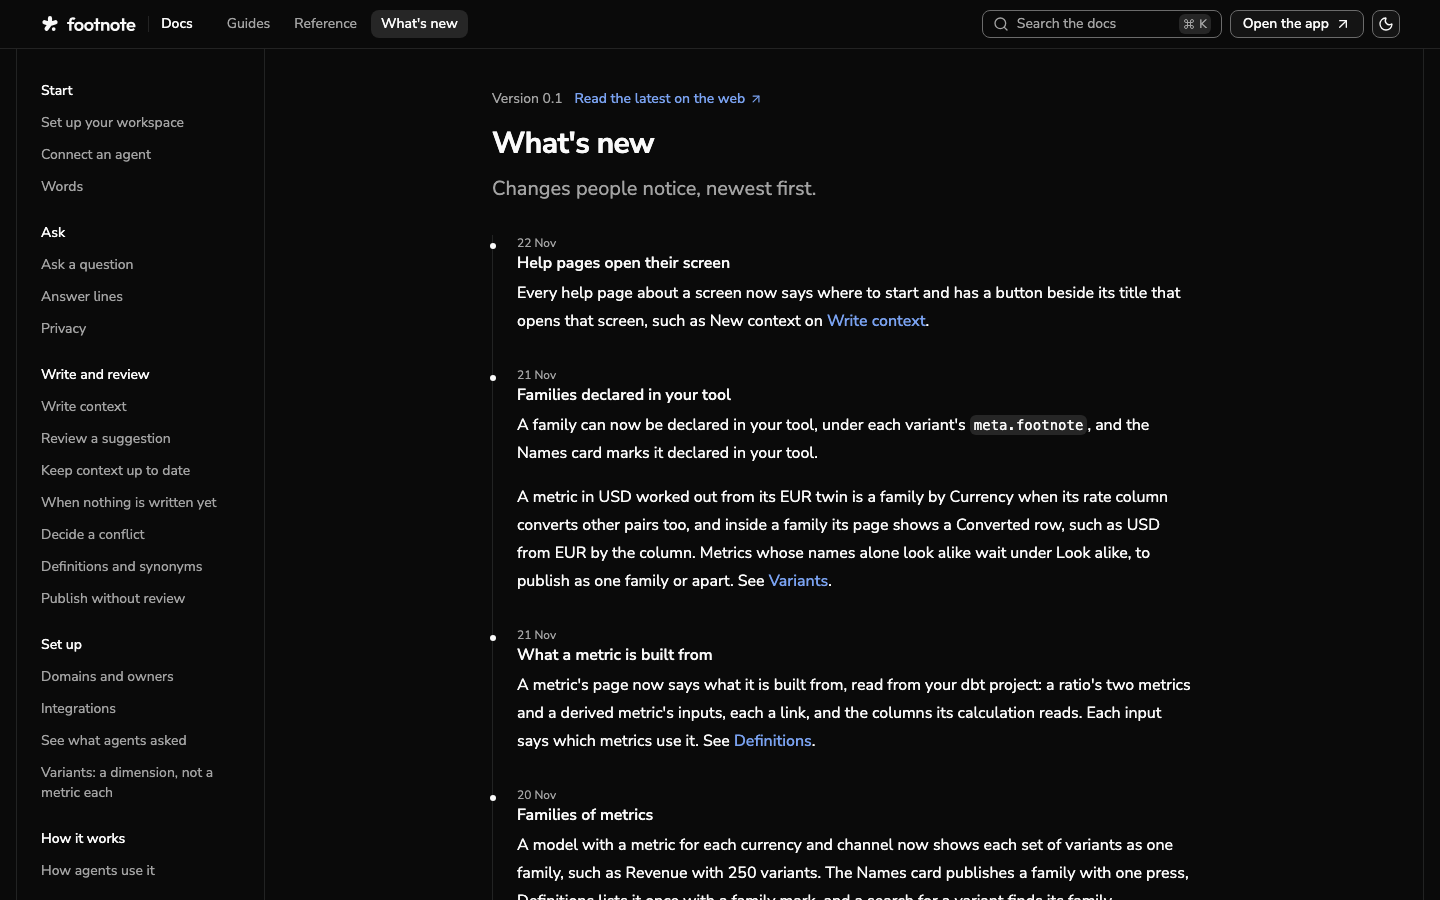 footnote
Docs
Guides
Reference
What's new
Search the docs
⌘ K
Open the app
Start
Set up your workspace
Connect an agent
Words
Ask
Ask a question
Answer lines
Privacy
Write and review
Write context
Review a suggestion
Keep context up to date
When nothing is written yet
Decide a conflict
Definitions and synonyms
Publish without review
Set up
Domains and owners
Integrations
See what agents asked
Variants: a dimension, not a
metric each
How it works
How agents use it
Version 0.1 Read the latest on the web
What's new
Changes people notice, newest first.
22 Nov
Help pages open their screen
Every help page about a screen now says where to start and has a button beside its title that
opens that screen, such as New context on Write context.
21 Nov
Families declared in your tool
A family can now be declared in your tool, under each variant's meta.footnote, and the
Names card marks it declared in your tool.
A metric in USD worked out from its EUR twin is a family by Currency when its rate column
converts other pairs too, and inside a family its page shows a Converted row, such as USD
from EUR by the column. Metrics whose names alone look alike wait under Look alike, to
publish as one family or apart. See Variants.
21 Nov
What a metric is built from
A metric's page now says what it is built from, read from your dbt project: a ratio's two metrics
and a derived metric's inputs, each a link, and the columns its calculation reads. Each input
says which metrics use it. See Definitions.
20 Nov
Families of metrics
A model with a metric for each currency and channel now shows each set of variants as one
family, such as Revenue with 250 variants. The Names card publishes a family with one press,
Definitions lists it once with a family mark, and a search for a variant finds its family.